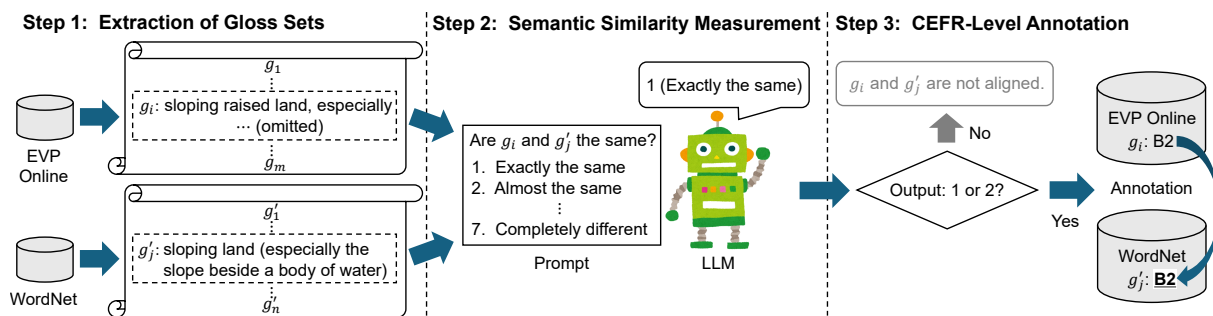 Step 1: Extraction of Gloss Sets
g₁
⋮
gᵢ: sloping raised land, especially
⋯ (omitted)
⋮
gₘ
EVP
Online
g′₁
⋮
g′ⱼ: sloping land (especially the
slope beside a body of water)
⋮
g′ₙ
WordNet
Step 2: Semantic Similarity Measurement
1 (Exactly the same)
Are gᵢ and g′ⱼ the same?
1. Exactly the same
2. Almost the same
⋮
7. Completely different
Prompt
LLM
Step 3: CEFR-Level Annotation
gᵢ and g′ⱼ are not aligned.
No
Output: 1 or 2?
Yes
EVP Online
gᵢ: B2
Annotation
WordNet
g′ⱼ: B2